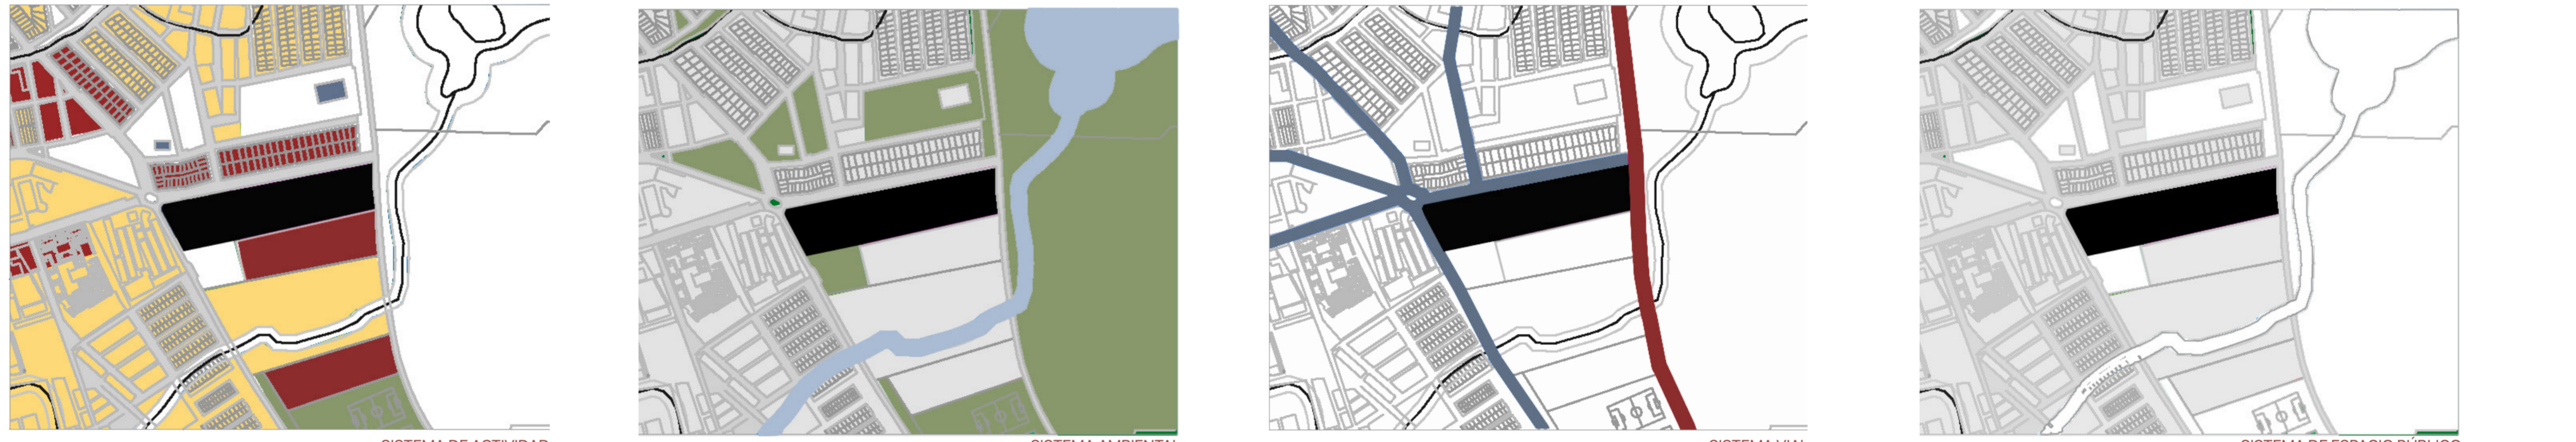 SISTEMA DE ACTIVIDAD
SISTEMA AMBIENTAL
SISTEMA VIAL
SISTEMA DE ESPACIO PÚBLICO